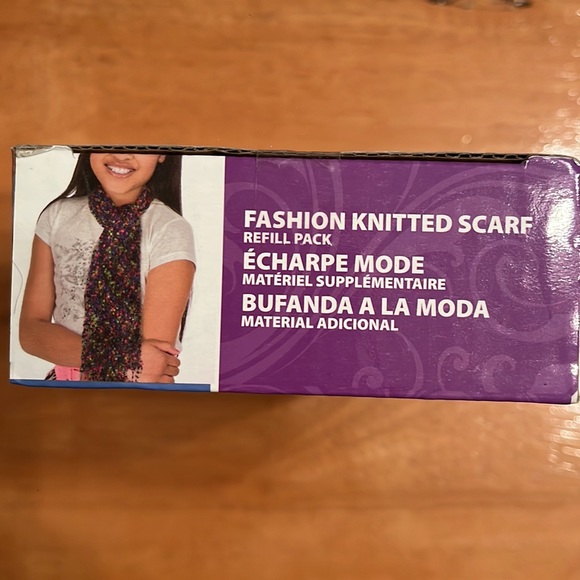 FASHION KNITTED SCARF
REFILL PACK
ÉCHARPE MODE
MATÉRIEL SUPPLÉMENTAIRE
BUFANDA A LA MODA
MATERIAL ADICIONAL